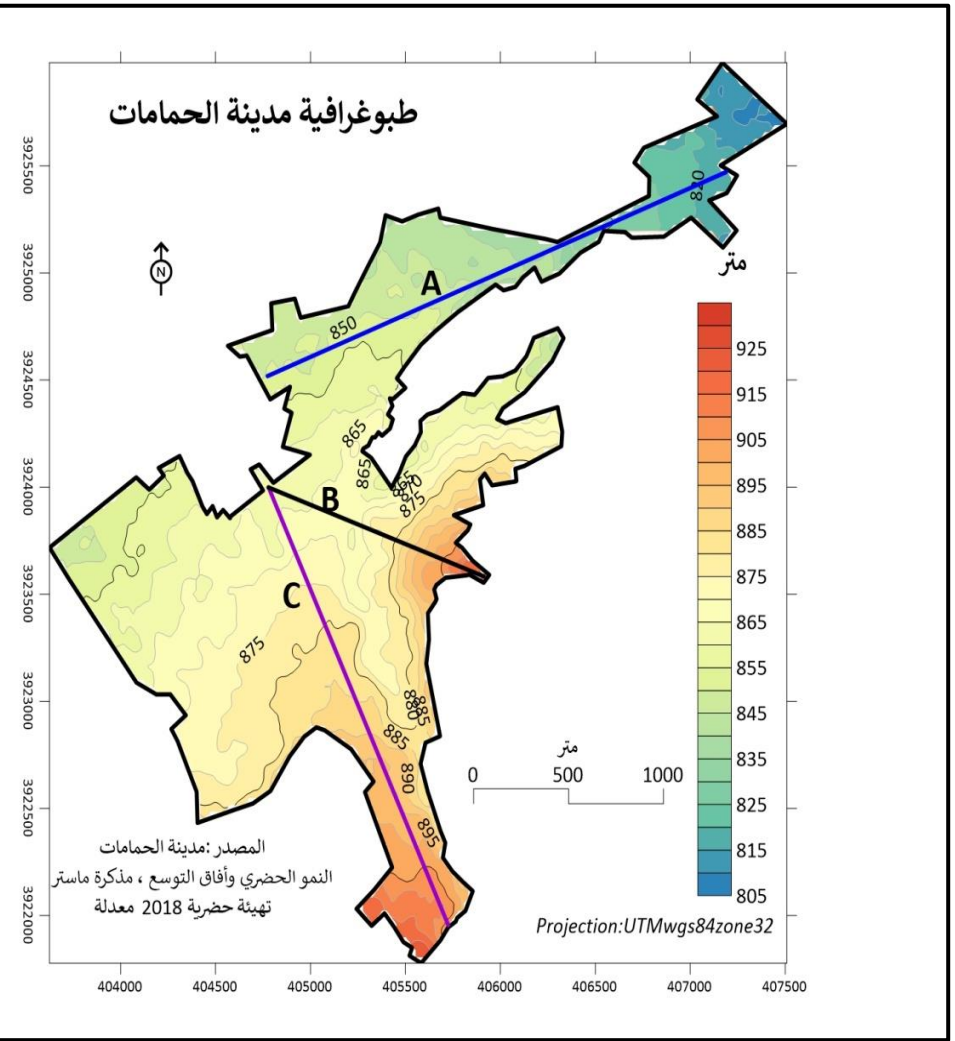 طبوغرافية مدينة الحمامات
N
A
B
C
820
850
865
865
865
870
875
875
880
885
885
890
895
متر
925
915
905
895
885
875
865
855
845
835
825
815
805
متر
0 500 1000
المصدر :مدينة الحمامات
النمو الحضري وأفاق التوسع ، مذكرة ماستر
تهيئة حضرية 2018 معدلة
Projection:UTMwgs84zone32
3925500
3925000
3924500
3924000
3923500
3923000
3922500
3922000
404000 404500 405000 405500 406000 406500 407000 407500